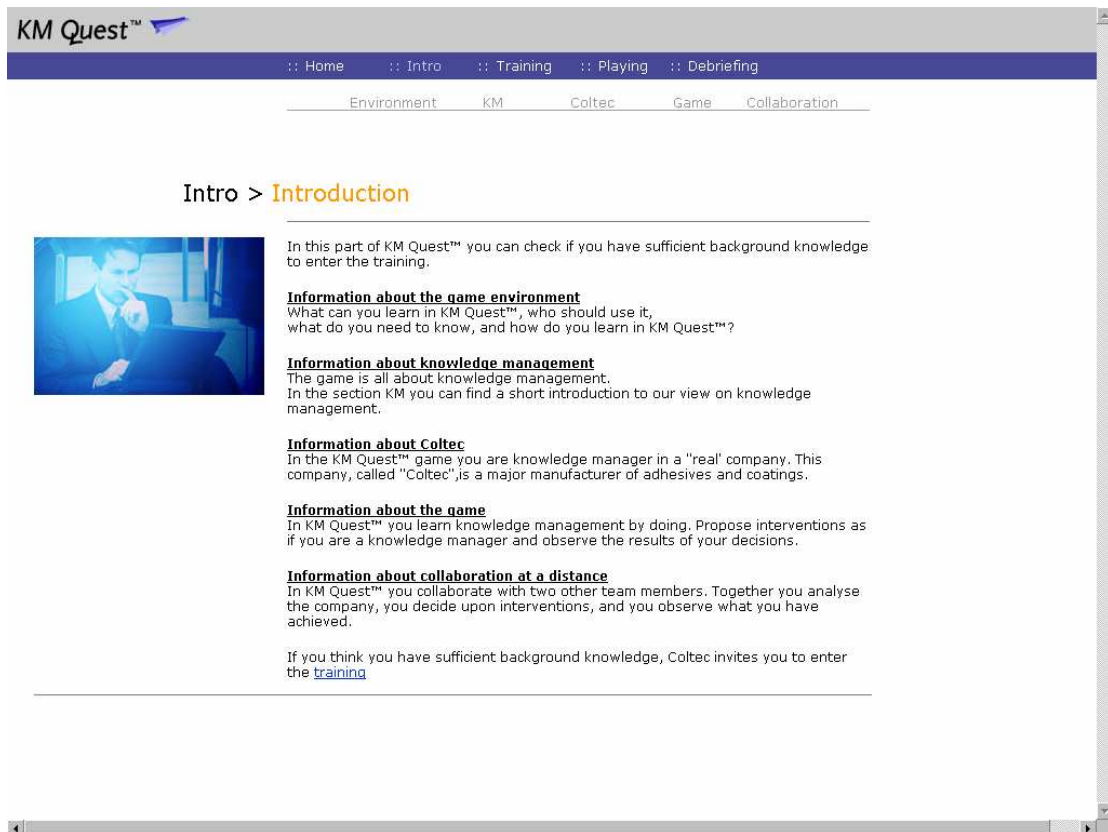 KM Quest™
:: Home :: Intro :: Training :: Playing :: Debriefing
Environment KM Coltec Game Collaboration
Intro > Introduction
In this part of KM Quest™ you can check if you have sufficient background knowledge
to enter the training.
Information about the game environment
What can you learn in KM Quest™, who should use it,
what do you need to know, and how do you learn in KM Quest™?
Information about knowledge management
The game is all about knowledge management.
In the section KM you can find a short introduction to our view on knowledge
management.
Information about Coltec
In the KM Quest™ game you are knowledge manager in a "real' company. This
company, called "Coltec",is a major manufacturer of adhesives and coatings.
Information about the game
In KM Quest™ you learn knowledge management by doing. Propose interventions as
if you are a knowledge manager and observe the results of your decisions.
Information about collaboration at a distance
In KM Quest™ you collaborate with two other team members. Together you analyse
the company, you decide upon interventions, and you observe what you have
achieved.
If you think you have sufficient background knowledge, Coltec invites you to enter
the training